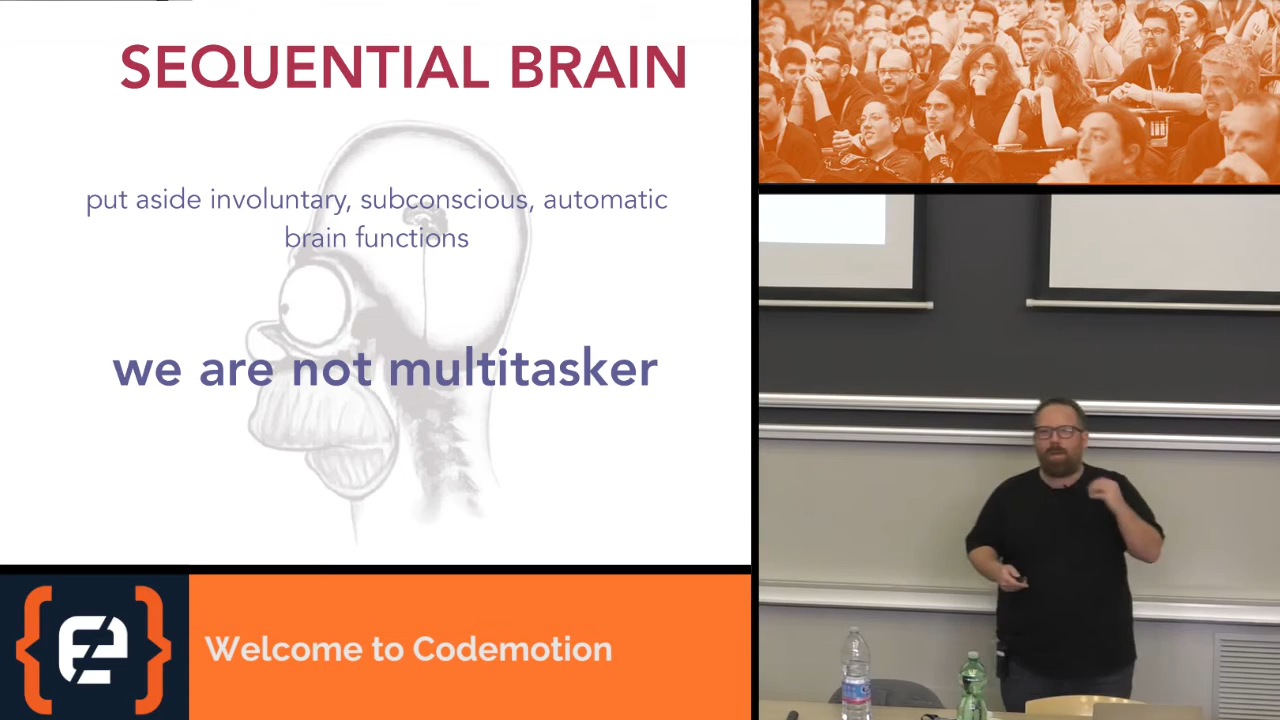 SEQUENTIAL BRAIN
put aside involuntary, subconscious, automatic
brain functions
we are not multitasker
Welcome to Codemotion